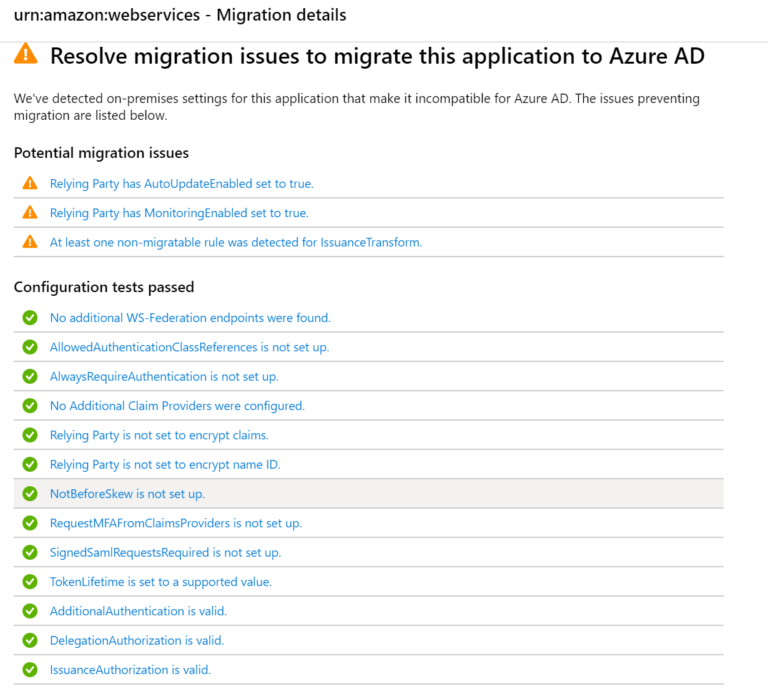 urn:amazon:webservices - Migration details
Resolve migration issues to migrate this application to Azure AD
We've detected on-premises settings for this application that make it incompatible for Azure AD. The issues preventing
migration are listed below.
Potential migration issues
Relying Party has AutoUpdateEnabled set to true.
Relying Party has MonitoringEnabled set to true.
At least one non-migratable rule was detected for IssuanceTransform.
Configuration tests passed
No additional WS-Federation endpoints were found.
AllowedAuthenticationClassReferences is not set up.
AlwaysRequireAuthentication is not set up.
No Additional Claim Providers were configured.
Relying Party is not set to encrypt claims.
Relying Party is not set to encrypt name ID.
NotBeforeSkew is not set up.
RequestMFAFromClaimsProviders is not set up.
SignedSamlRequestsRequired is not set up.
TokenLifetime is set to a supported value.
AdditionalAuthentication is valid.
DelegationAuthorization is valid.
IssuanceAuthorization is valid.